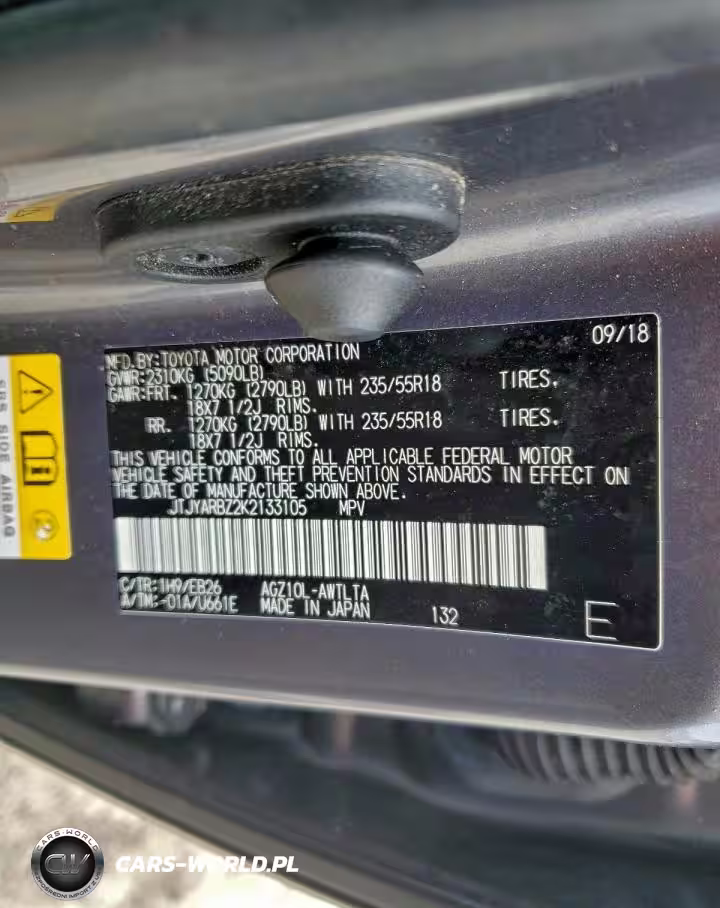 09/18
MFD.BY:TOYOTA MOTOR CORPORATION
GVWR:2310KG (5090LB)
GAWR:FRT. 1270KG (2790LB) WITH 235/55R18 TIRES,
18X7 1/2J RIMS.
RR. 1270KG (2790LB) WITH 235/55R18 TIRES,
18X7 1/2J RIMS.
THIS VEHICLE CONFORMS TO ALL APPLICABLE FEDERAL MOTOR
VEHICLE SAFETY AND THEFT PREVENTION STANDARDS IN EFFECT ON
THE DATE OF MANUFACTURE SHOWN ABOVE.
JTJYARBZ2K2133105 MPV
C/TR:1H9/EB26 AGZ10L-AWTLTA
A/TM:-01A/U661E MADE IN JAPAN 132
E
SRS SIDE AIRBAG
2
CARS-WORLD
CW
CARS-WORLD.PL